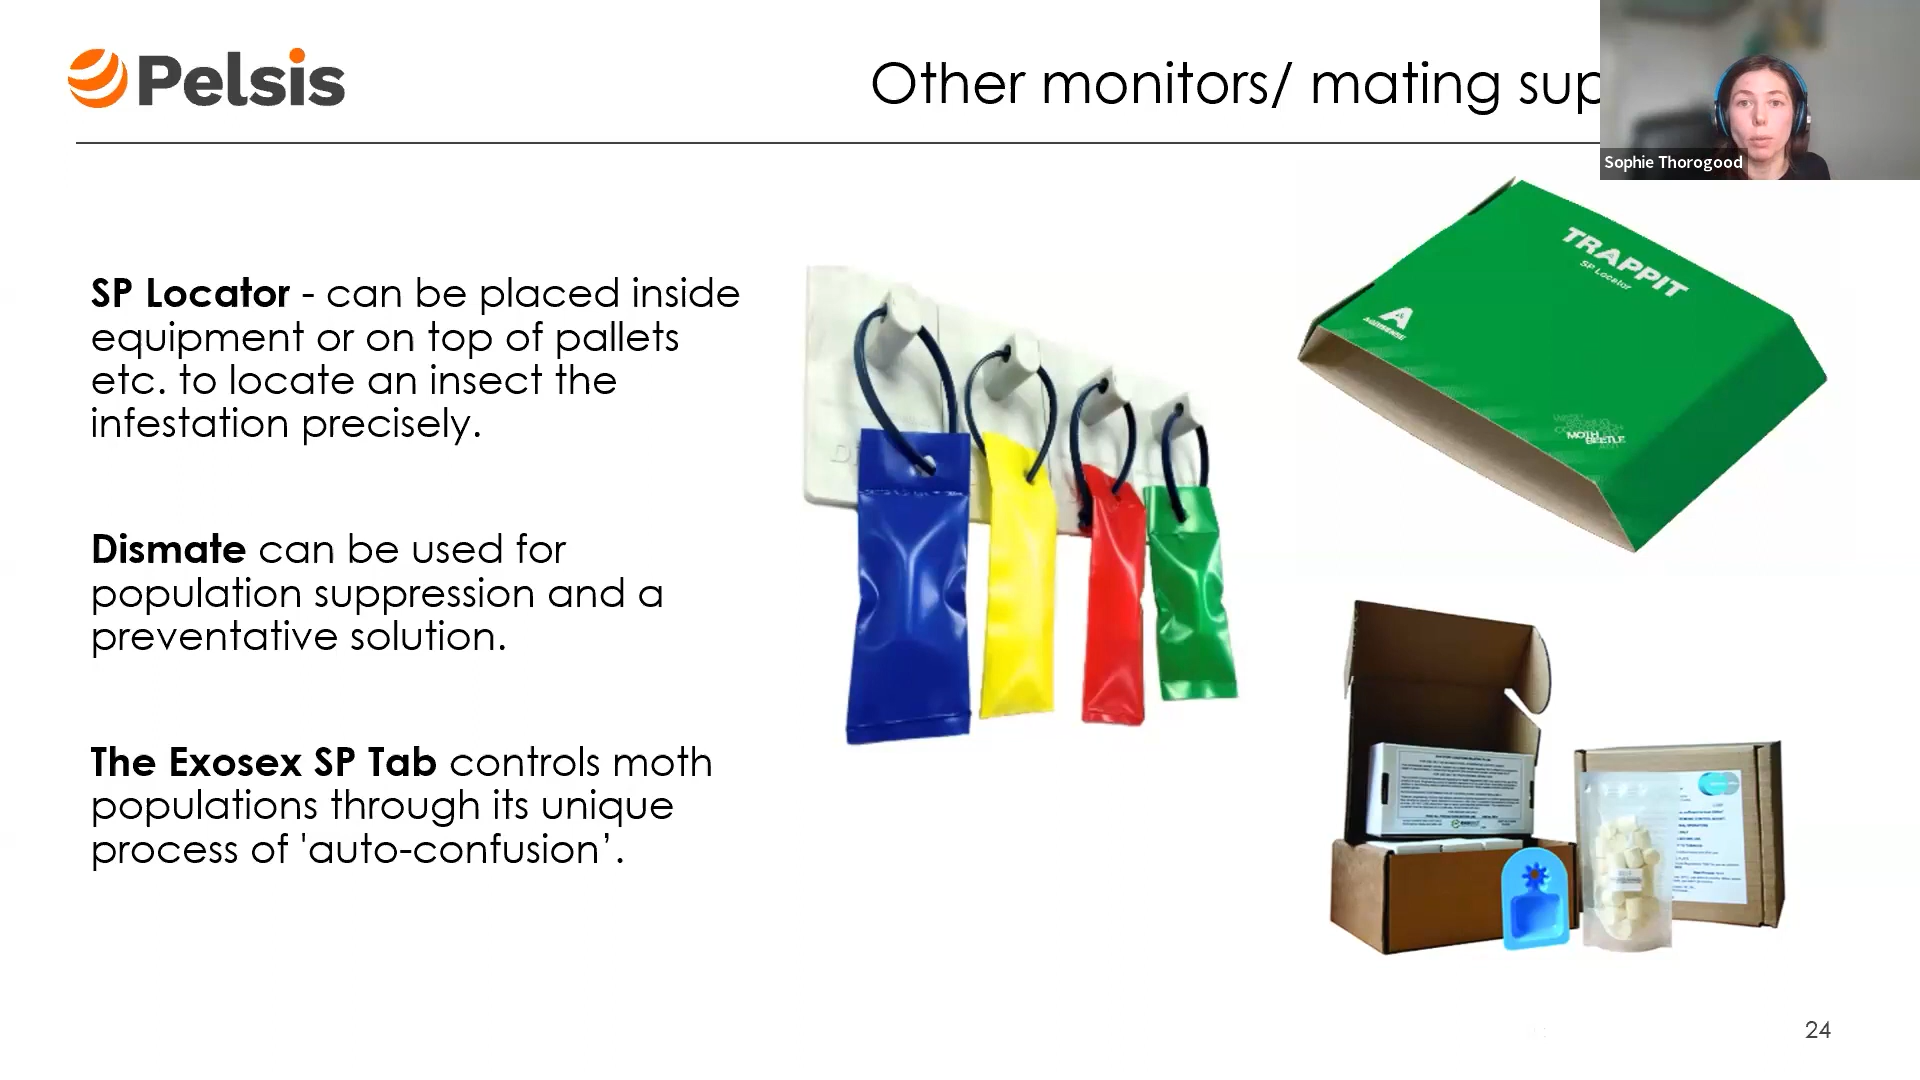 Pelsis
Other monitors/ mating sup
Sophie Thorogood
SP Locator - can be placed inside
equipment or on top of pallets
etc. to locate an insect the
infestation precisely.
Dismate can be used for
population suppression and a
preventative solution.
The Exosex SP Tab controls moth
populations through its unique
process of 'auto-confusion’.
TRAPPIT
SP Locator
A
AGRISENSE
MOTH
BEETLE
24